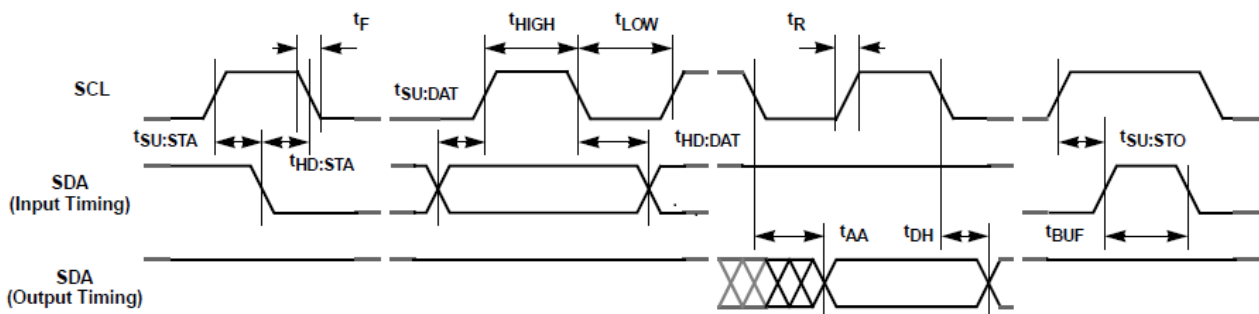 tF
tHIGH
tLOW
tR
SCL
tSU:DAT
tSU:STA
tHD:STA
tHD:DAT
tSU:STO
SDA
(Input Timing)
tAA
tDH
tBUF
SDA
(Output Timing)